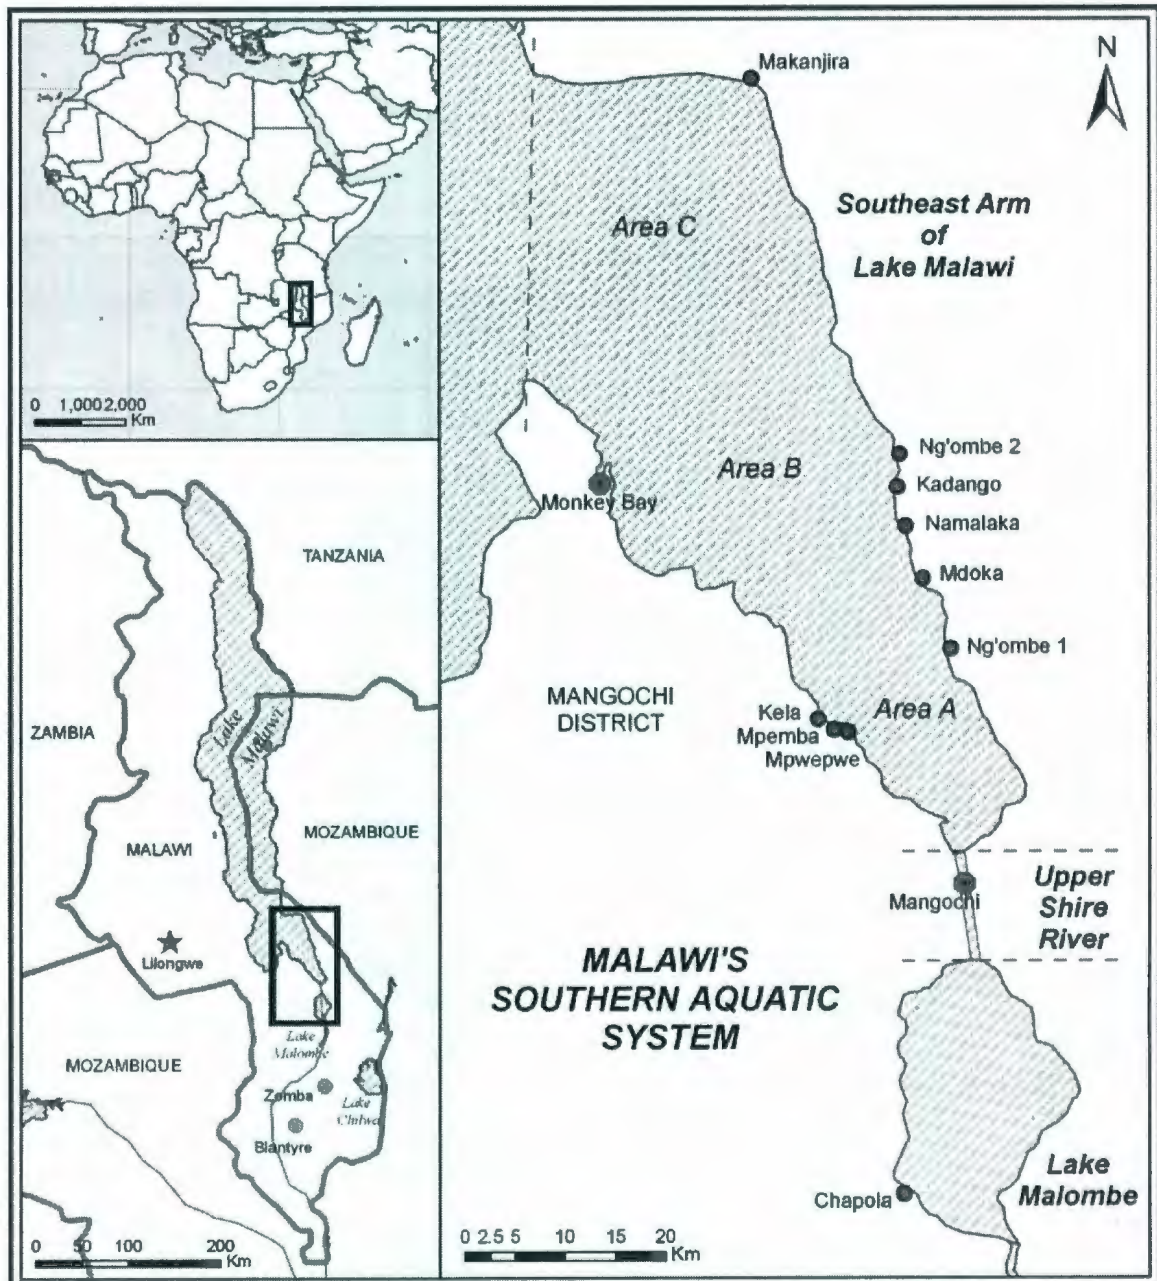 0 1,000 2,000
Km
TANZANIA
ZAMBIA
Lake
Malawi
MOZAMBIQUE
MALAWI
Lilongwe
Lake
Malombe
MOZAMBIQUE
Zomba
Lake
Chilwa
Blantyre
0 50 100 200
Km
N
Makanjira
Southeast Arm
of
Lake Malawi
Area C
Ng'ombe 2
Area B
Kadango
Monkey Bay
Namalaka
Mdoka
Ng'ombe 1
MANGOCHI
DISTRICT
Area A
Kela
Mpemba
Mpwepwe
Mangochi
Upper
Shire
River
MALAWI'S
SOUTHERN AQUATIC
SYSTEM
Lake
Malombe
Chapola
0 2.5 5 10 15 20
Km